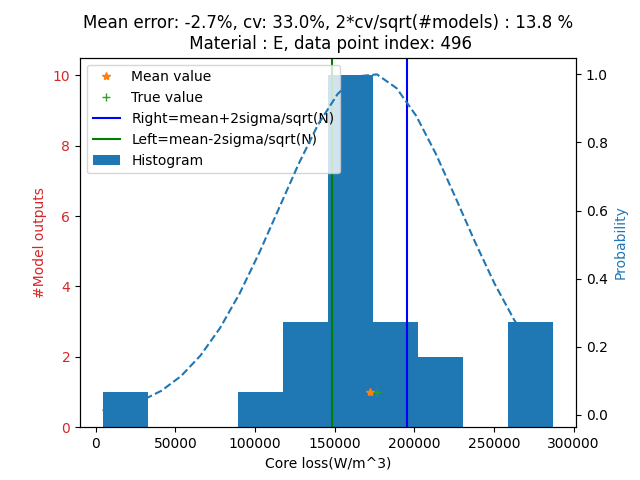 Mean error: -2.7%, cv: 33.0%, 2*cv/sqrt(#models) : 13.8 %
Material : E, data point index: 496
Mean value
True value
Right=mean+2sigma/sqrt(N)
Left=mean-2sigma/sqrt(N)
Histogram
10
8
6
4
2
0
#Model outputs
1.0
0.8
0.6
0.4
0.2
0.0
Probability
0 50000 100000 150000 200000 250000 300000
Core loss(W/m^3)